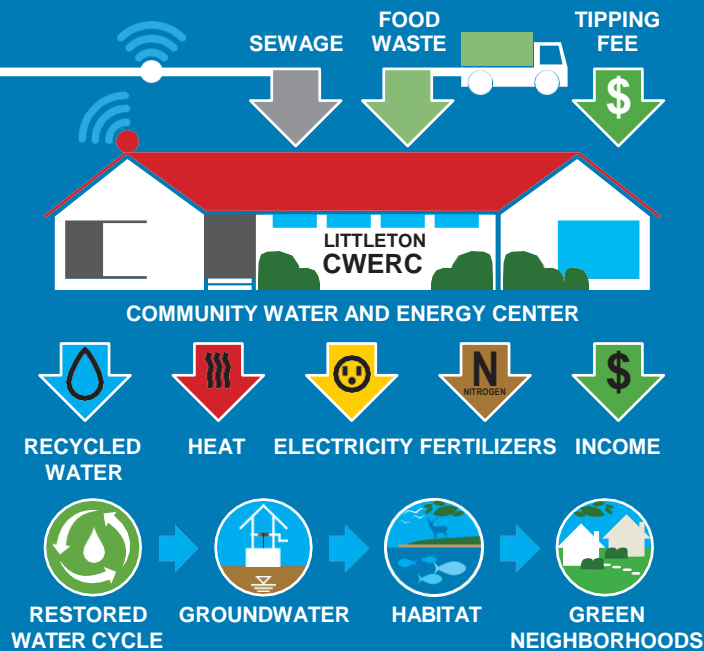 SEWAGE
FOOD
WASTE
TIPPING
FEE
$
LITTLETON
CWERC
COMMUNITY WATER AND ENERGY CENTER
N
NITROGEN
$
RECYCLED
WATER
HEAT
ELECTRICITY
FERTILIZERS
INCOME
RESTORED
WATER CYCLE
GROUNDWATER
HABITAT
GREEN
NEIGHBORHOODS